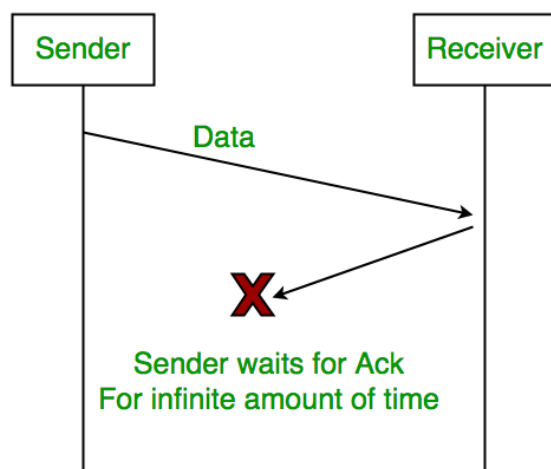 Sender
Receiver
Data
X
Sender waits for Ack
For infinite amount of time